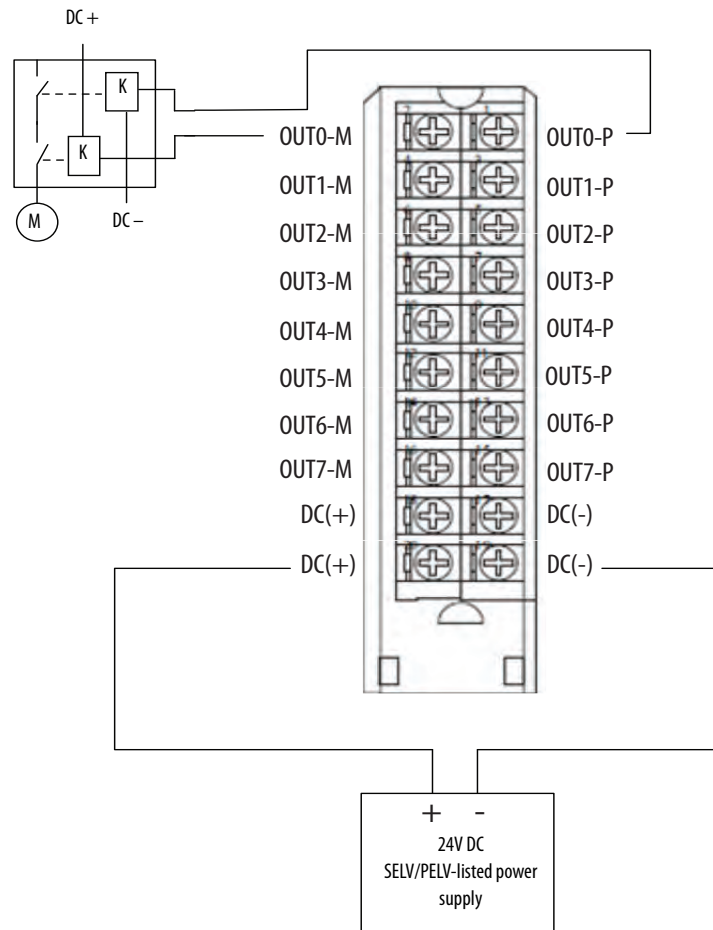 DC +
K
K
M
DC –
OUT0-M OUT0-P
OUT1-M OUT1-P
OUT2-M OUT2-P
OUT3-M OUT3-P
OUT4-M OUT4-P
OUT5-M OUT5-P
OUT6-M OUT6-P
OUT7-M OUT7-P
DC(+) DC(-)
DC(+) DC(-)
+ -
24V DC
SELV/PELV-listed power
supply